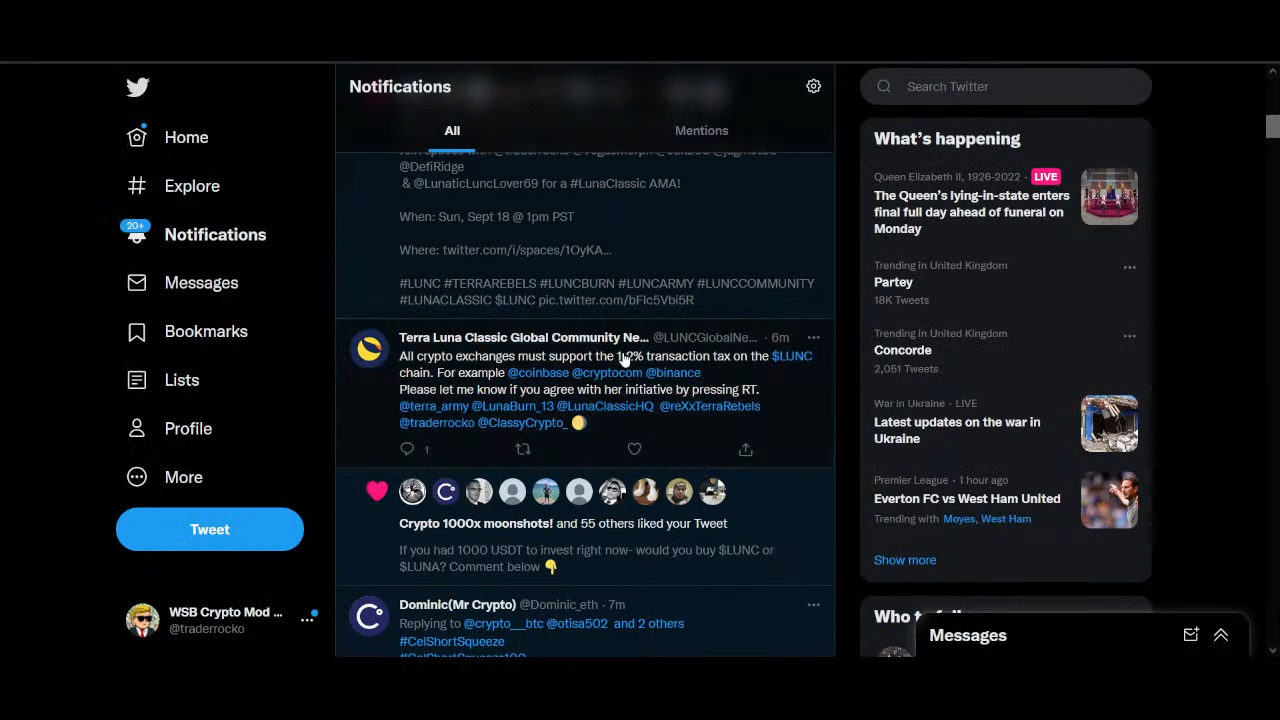 Notifications
All
Mentions
@DefiRidge
& @LunaticLuncLover69 for a #LunaClassic AMA!
When: Sun, Sept 18 @ 1pm PST
Where: twitter.com/i/spaces/1OyKA...
#LUNC #TERRAREBELS #LUNCBURN #LUNCARMY #LUNCCOMMUNITY
#LUNACLASSIC $LUNC pic.twitter.com/bFlc5Vbi5R
Terra Luna Classic Global Community Ne... @LUNCGlobalNe... · 6m
All crypto exchanges must support the 1.2% transaction tax on the $LUNC
chain. For example @coinbase @cryptocom @binance
Please let me know if you agree with her initiative by pressing RT.
@terra_army @LunaBurn_13 @LunaClassicHQ @reXxTerraRebels
@traderrocko @ClassyCrypto_
1
Crypto 1000x moonshots! and 55 others liked your Tweet
If you had 1000 USDT to invest right now- would you buy $LUNC or
$LUNA? Comment below 👇
Dominic(Mr Crypto) @Dominic_eth · 7m
Replying to @crypto__btc @otisa502 and 2 others
#CelShortSqueeze
Home
Explore
20+
Notifications
Messages
Bookmarks
Lists
Profile
More
Tweet
WSB Crypto Mod ...
@traderrocko
Search Twitter
What's happening
Queen Elizabeth II, 1926-2022 · LIVE
The Queen's lying-in-state enters
final full day ahead of funeral on
Monday
Trending in United Kingdom
Partey
18K Tweets
Trending in United Kingdom
Concorde
2,051 Tweets
War in Ukraine · LIVE
Latest updates on the war in
Ukraine
Premier League · 1 hour ago
Everton FC vs West Ham United
Trending with Moyes, West Ham
Show more
Who t
Messages